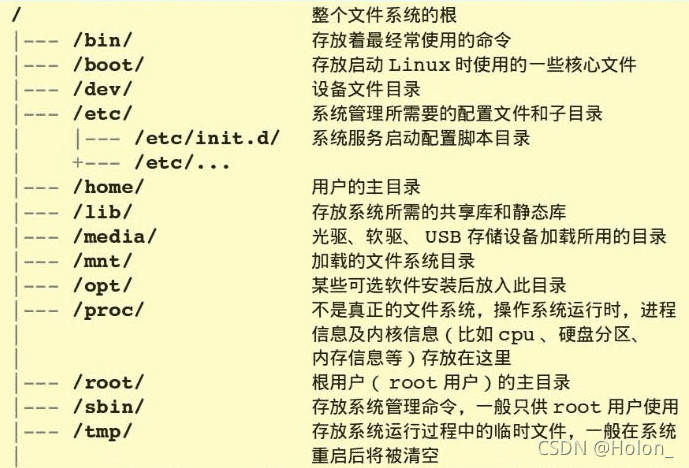 / 整个文件系统的根
|--- /bin/ 存放着最经常使用的命令
|--- /boot/ 存放启动 Linux 时使用的一些核心文件
|--- /dev/ 设备文件目录
|--- /etc/ 系统管理所需要的配置文件和子目录
| |--- /etc/init.d/ 系统服务启动配置脚本目录
| +--- /etc/...
|--- /home/ 用户的主目录
|--- /lib/ 存放系统所需的共享库和静态库
|--- /media/ 光驱、软驱、 USB 存储设备加载所用的目录
|--- /mnt/ 加载的文件系统目录
|--- /opt/ 某些可选软件安装后放入此目录
|--- /proc/ 不是真正的文件系统，操作系统运行时，进程
| 信息及内核信息 ( 比如 cpu 、硬盘分区、
| 内存信息等 ) 存放在这里
|--- /root/ 根用户 ( root 用户 ) 的主目录
|--- /sbin/ 存放系统管理命令，一般只供 root 用户使用
|--- /tmp/ 存放系统运行过程中的临时文件，一般在系统
| 重启后将被清空
CSDN @Holon_